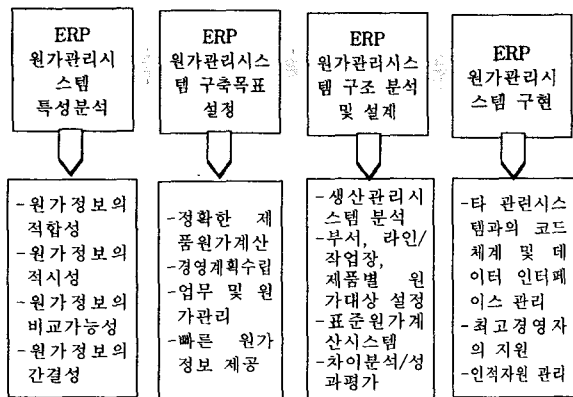 ERP
원가관리시
스템
특성분석
ERP
원가관리시스
템 구축목표
설정
ERP
원가관리시스
템 구조 분석
및 설계
ERP
원가관리시
스템 구현
-원가정보의
적합성
-원가정보의
적시성
-원가정보의
비교가능성
-원가정보의
간결성
-정확한 제
품원가계산
-경영계획수립
-업무 및 원
가관리
-빠른 원가
정보 제공
-생산관리시
스템 분석
-부서, 라인/
작업장,
제품별 원
가대상 설정
-표준원가계
산시스템
-차이분석/성
과평가
-타 관련시스
템과의 코드
체계 및 데
이터 인터페
이스 관리
-최고경영자
의 지원
-인적자원 관리